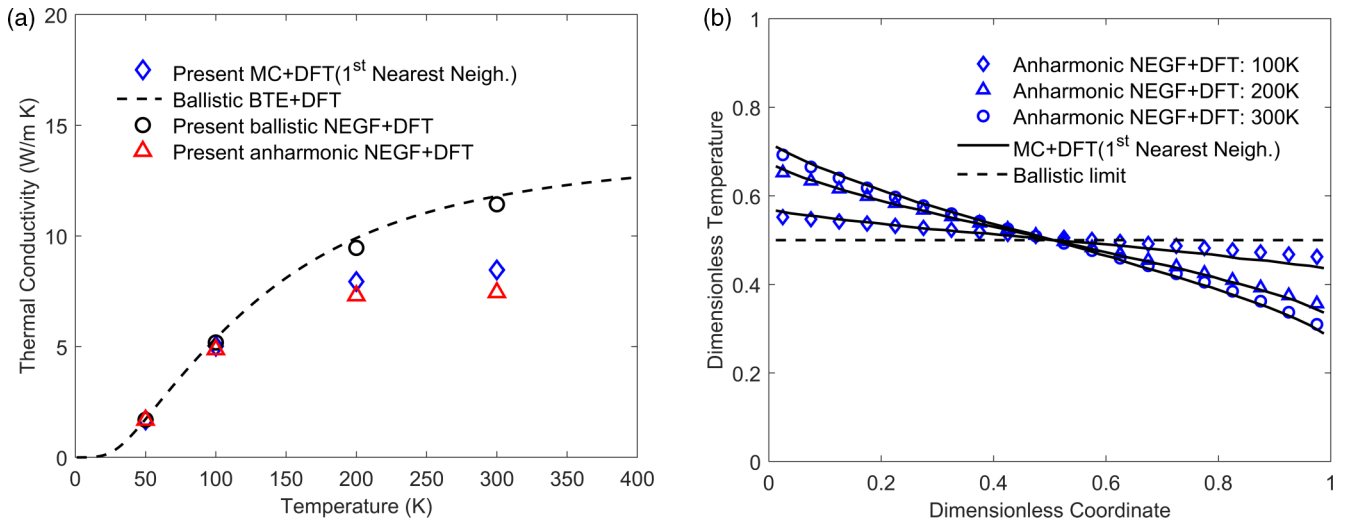 (a)
20
15
10
5
0
Thermal Conductivity (W/m K)
Present MC+DFT(1st Nearest Neigh.)
Ballistic BTE+DFT
Present ballistic NEGF+DFT
Present anharmonic NEGF+DFT
0 50 100 150 200 250 300 350 400
Temperature (K)
(b)
1
0.8
0.6
0.4
0.2
0
Dimensionless Temperature
Anharmonic NEGF+DFT: 100K
Anharmonic NEGF+DFT: 200K
Anharmonic NEGF+DFT: 300K
MC+DFT(1st Nearest Neigh.)
Ballistic limit
0 0.2 0.4 0.6 0.8 1
Dimensionless Coordinate